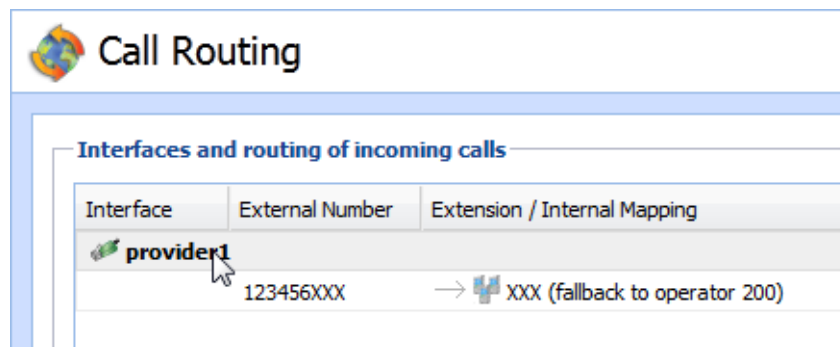 Call Routing
Interfaces and routing of incoming calls
Interface External Number Extension / Internal Mapping
provider1
123456XXX → XXX (fallback to operator 200)